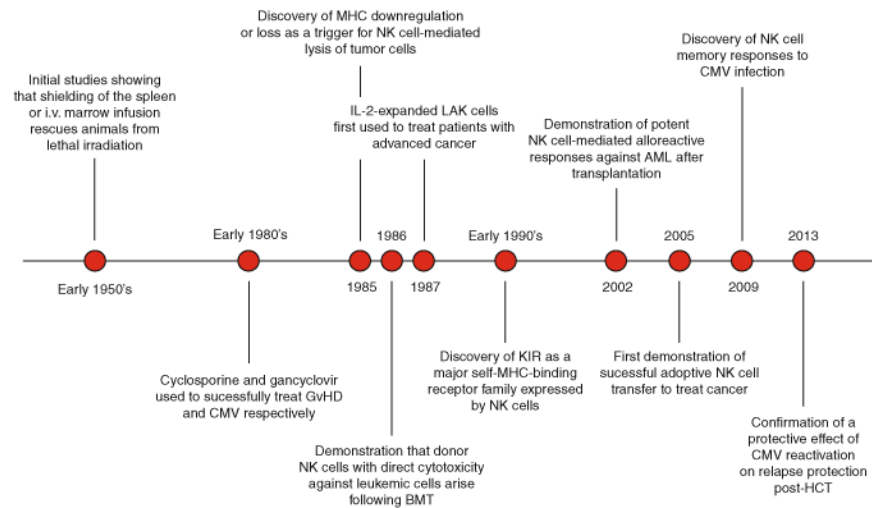 Initial studies showing
that shielding of the spleen
or i.v. marrow infusion
rescues animals from
lethal irradiation
Early 1950's
Early 1980's
Cyclosporine and gancyclovir
used to sucessfully treat GvHD
and CMV respectively
Discovery of MHC downregulation
or loss as a trigger for NK cell-mediated
lysis of tumor cells
1985
1986
Demonstration that donor
NK cells with direct cytotoxicity
against leukemic cells arise
following BMT
IL-2-expanded LAK cells
first used to treat patients with
advanced cancer
1987
Early 1990's
Discovery of KIR as a
major self-MHC-binding
receptor family expressed
by NK cells
Demonstration of potent
NK cell-mediated alloreactive
responses against AML after
transplantation
2002
2005
First demonstration of
sucessful adoptive NK cell
transfer to treat cancer
Discovery of NK cell
memory responses to
CMV infection
2009
2013
Confirmation of a
protective effect of
CMV reactivation
on relapse protection
post-HCT